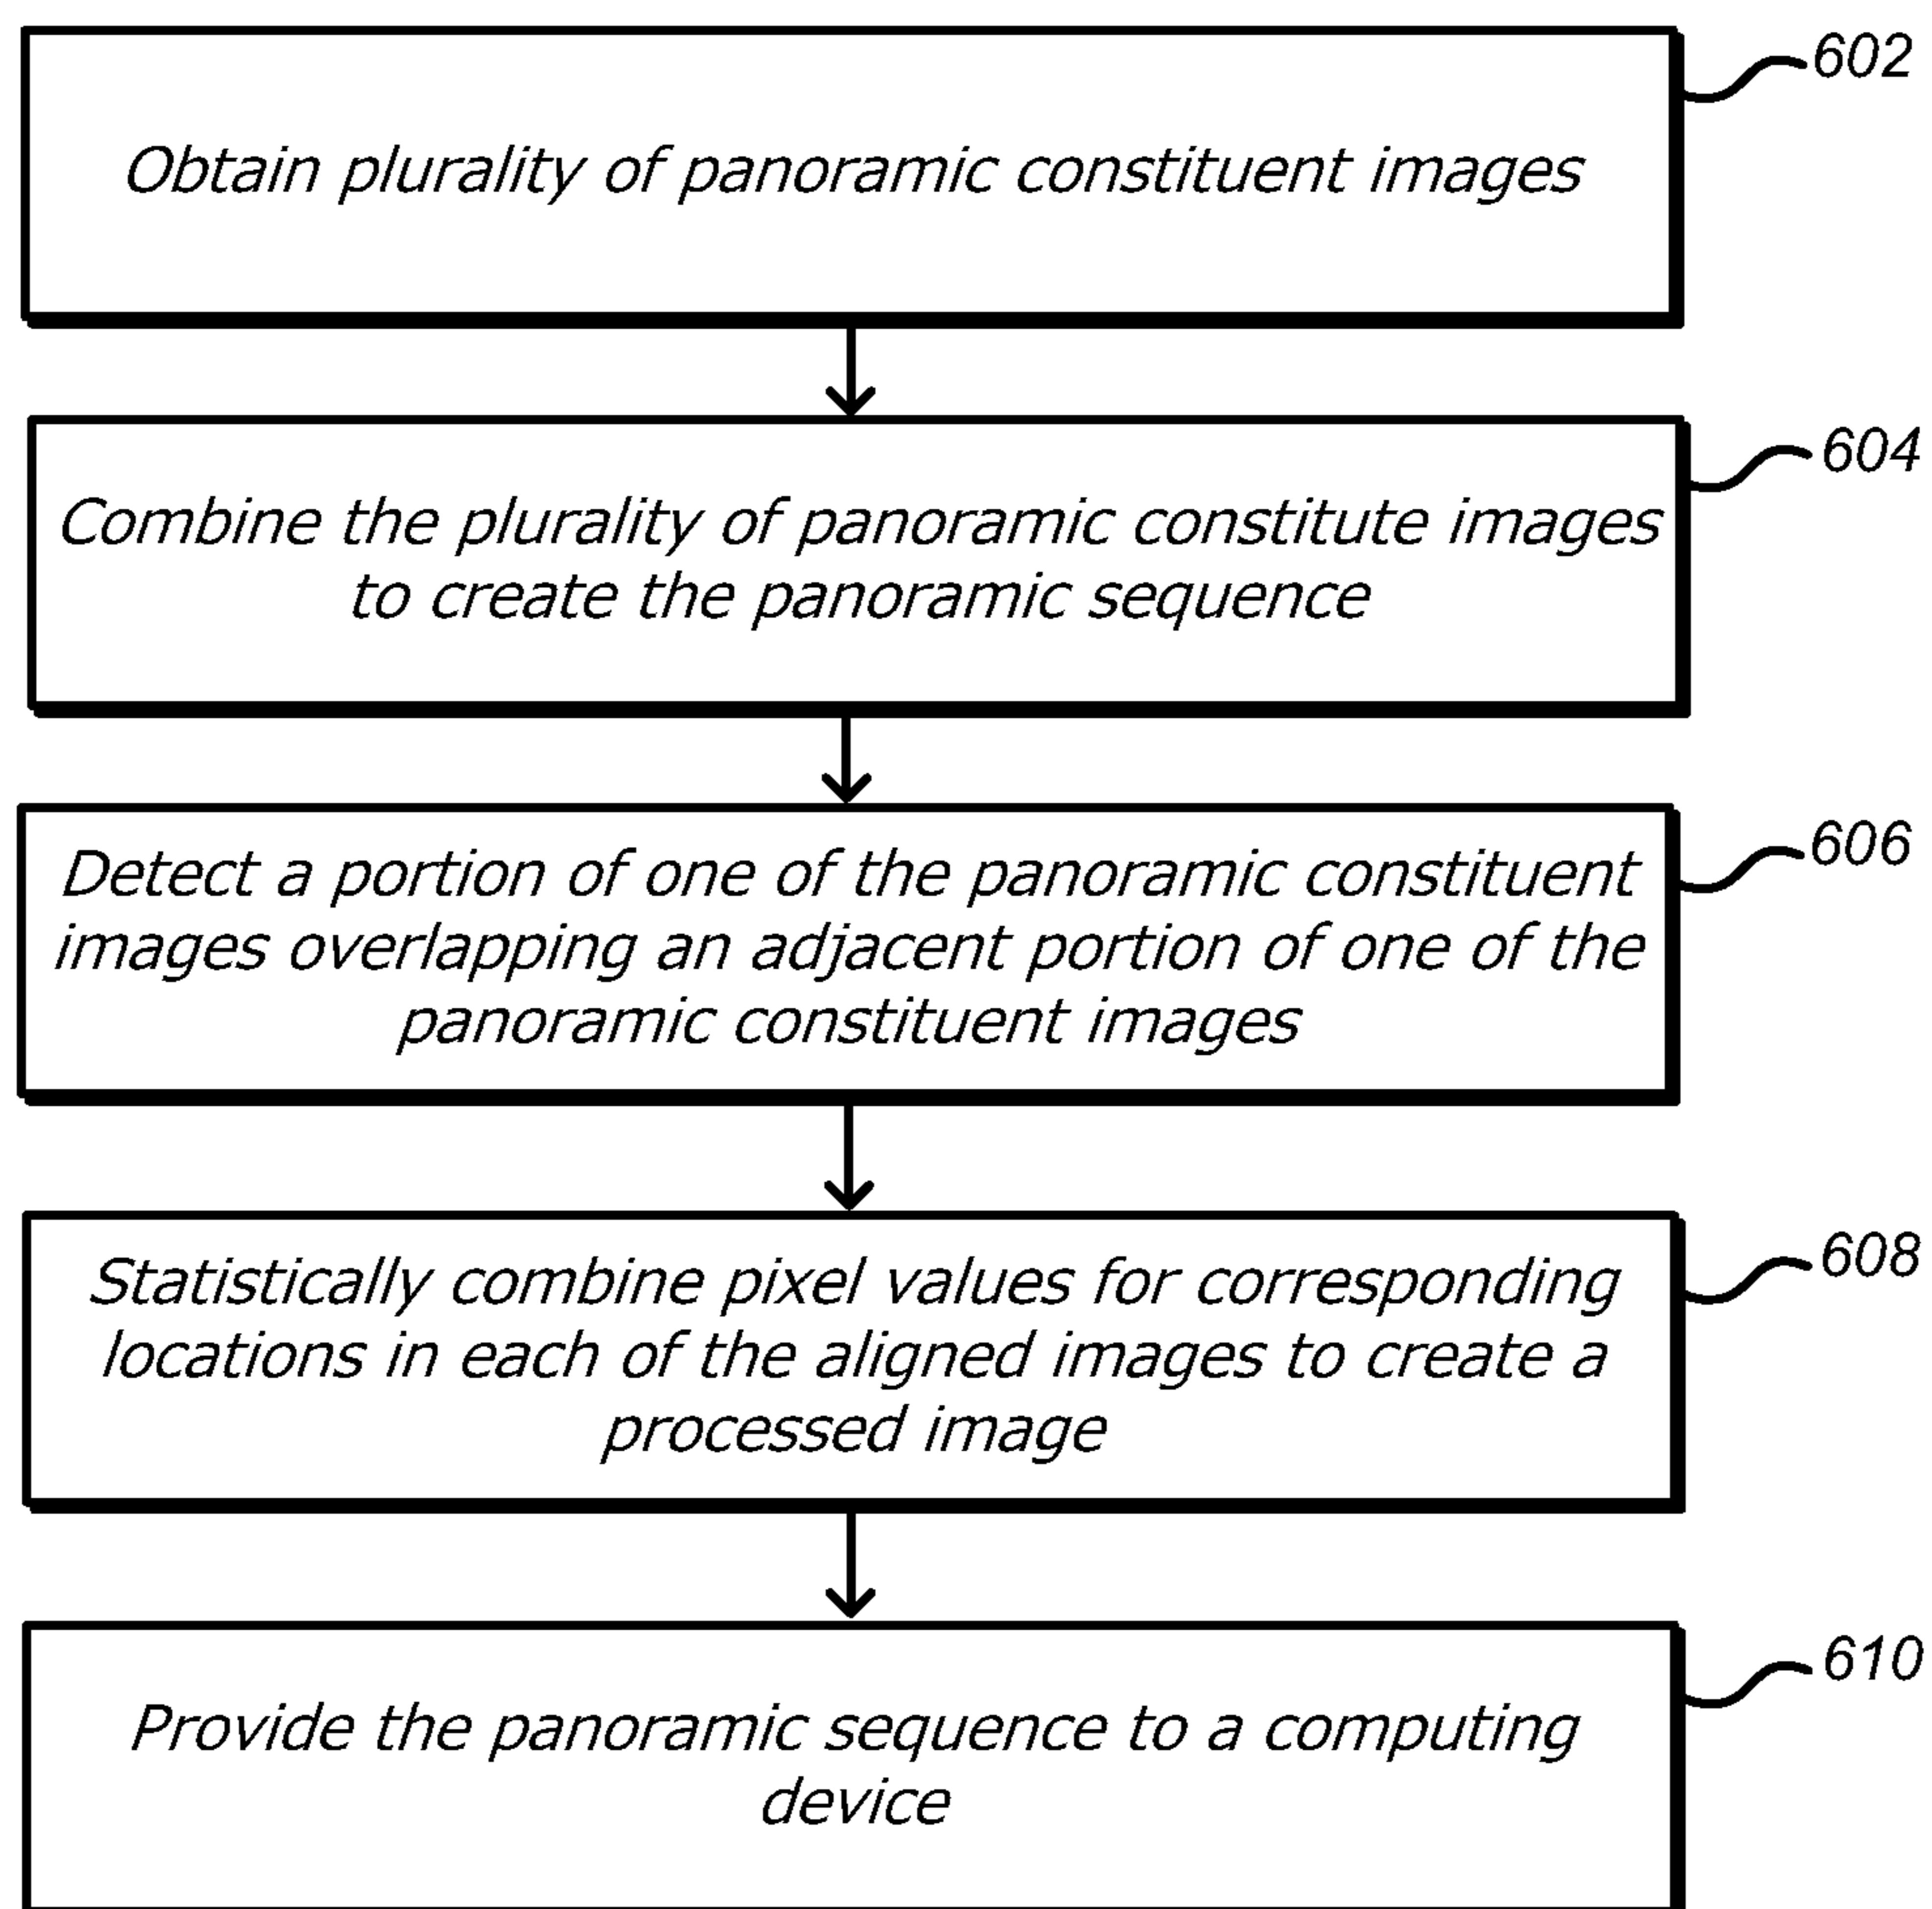 602
Obtain plurality of panoramic constituent images
604
Combine the plurality of panoramic constitute images
to create the panoramic sequence
606
Detect a portion of one of the panoramic constituent
images overlapping an adjacent portion of one of the
panoramic constituent images
608
Statistically combine pixel values for corresponding
locations in each of the aligned images to create a
processed image
610
Provide the panoramic sequence to a computing
device